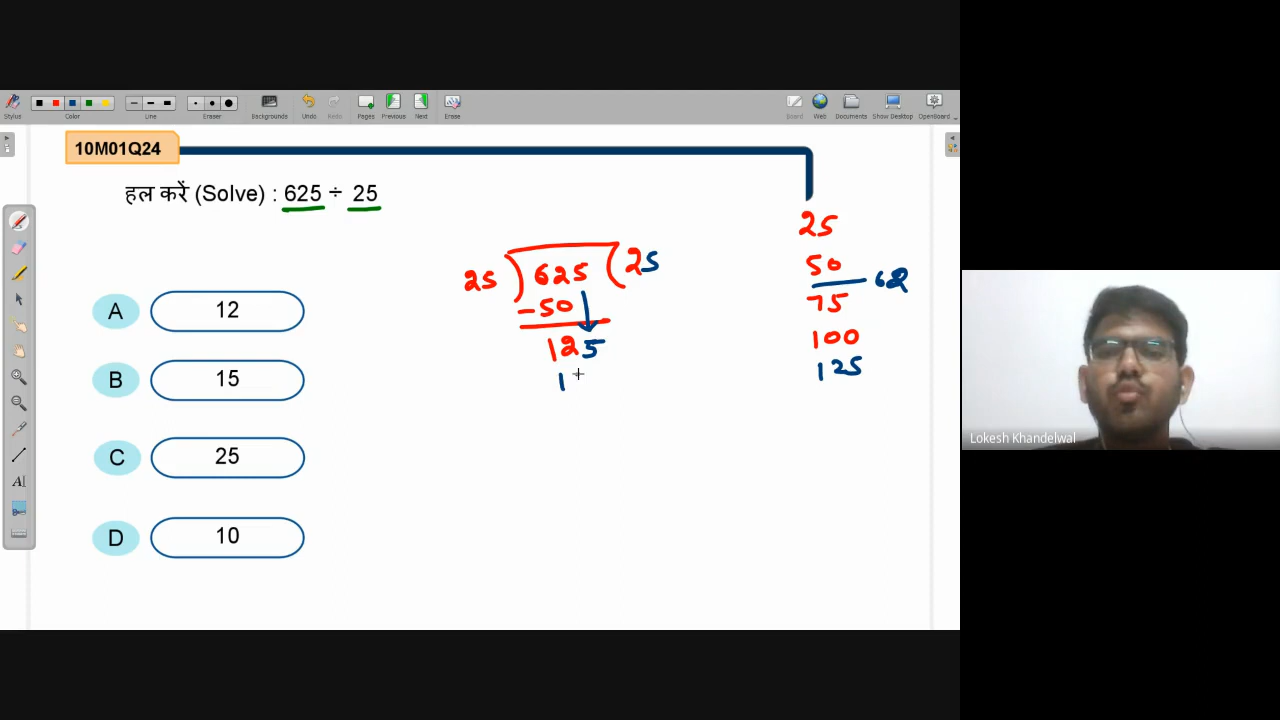 Stylus Color Line Eraser Backgrounds Undo Redo Pages Previous Next Erase Board Web Documents Show Desktop OpenBoard
10M01Q24
हल करें (Solve) : 625 ÷ 25
25 ) 625 ( 25
- 50
125
1
25
50
62
75
100
125
A 12
B 15
C 25
D 10
Lokesh Khandelwal